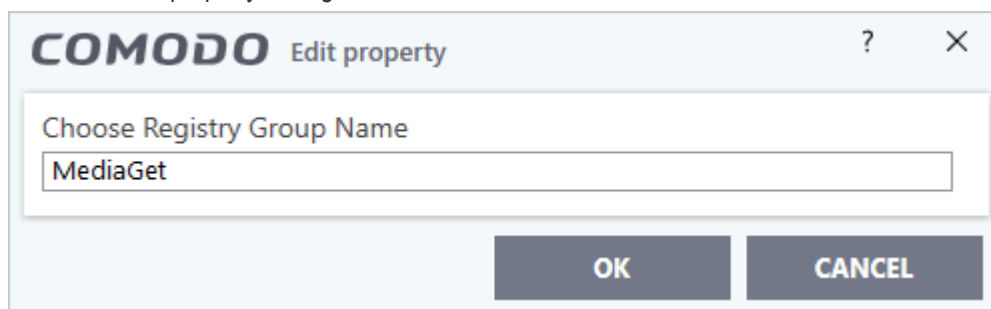 COMODO Edit property ? X
Choose Registry Group Name
MediaGet
OK CANCEL